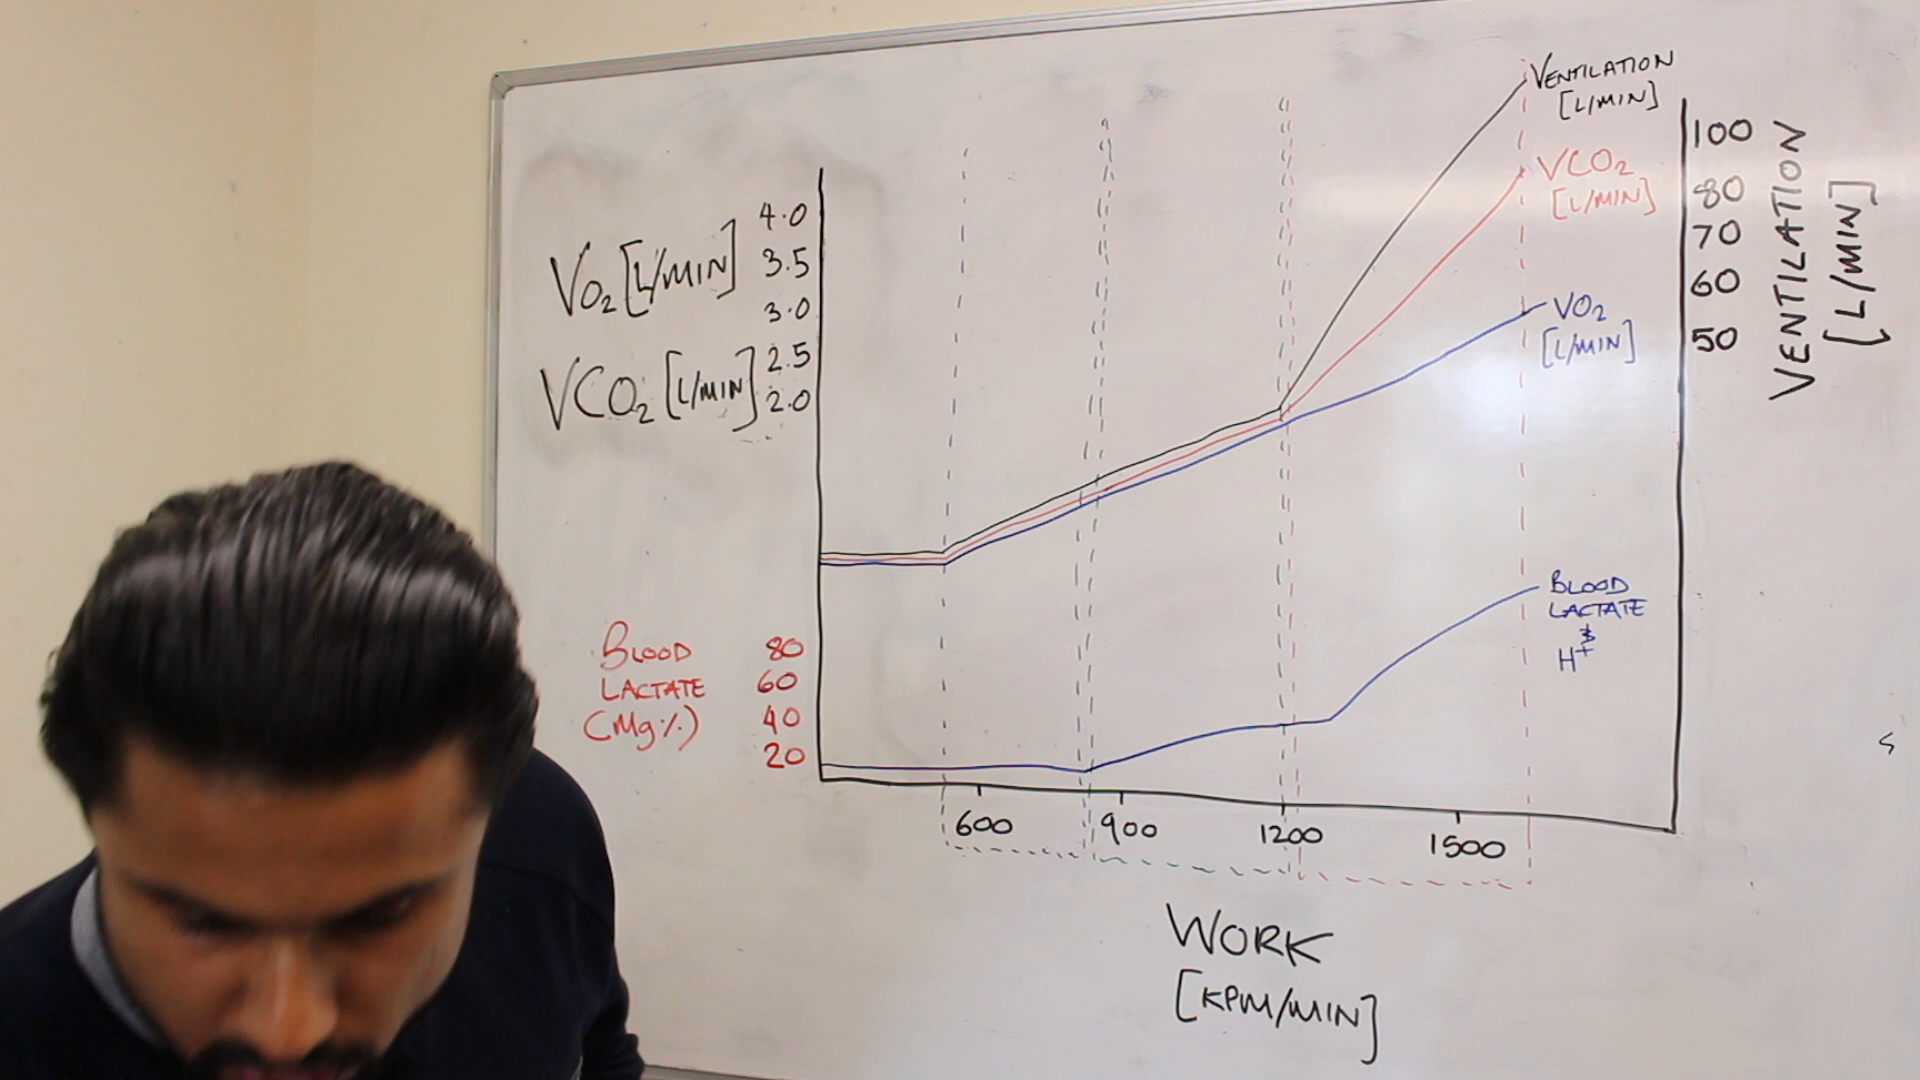 VENTILATION
[L/MIN]
VCO₂
[L/MIN]
VO₂
[L/MIN]
VO₂ [L/MIN]
VCO₂ [L/MIN]
4.0
3.5
3.0
2.5
2.0
100
80
70
60
50
VENTILATION
[L/MIN]
BLOOD
LACTATE
(Mg%)
80
60
40
20
BLOOD
LACTATE
&
H⁺
600 900 1200 1500
WORK
[KPM/MIN]